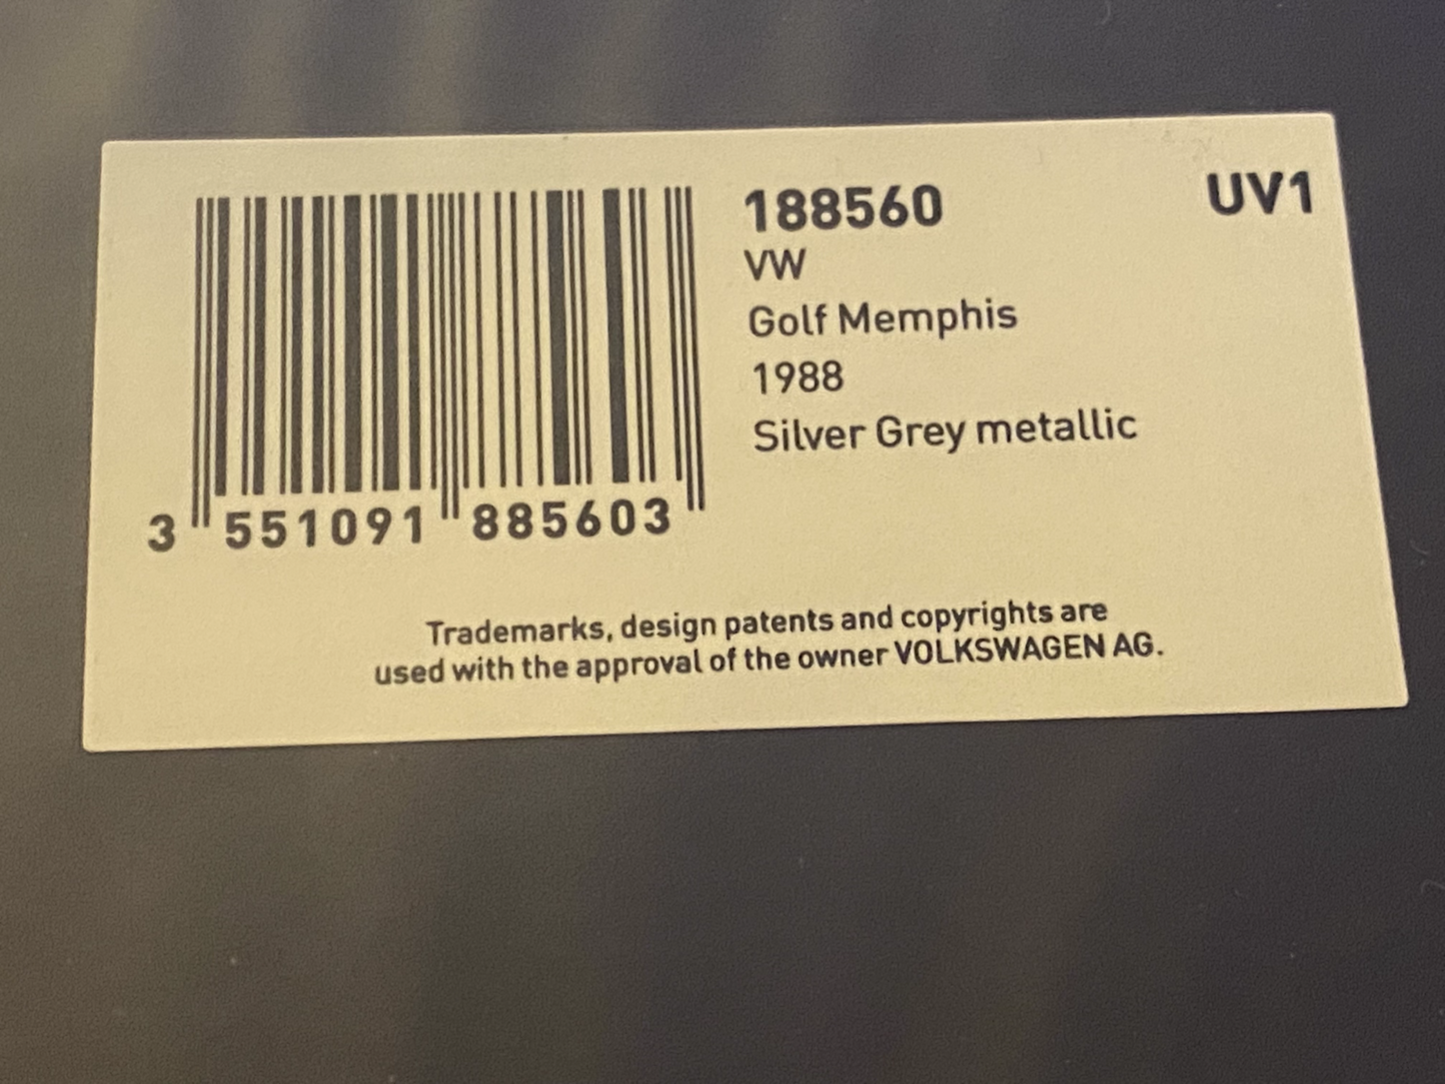 188560
UV1
VW
Golf Memphis
1988
Silver Grey metallic
3 551091 885603
Trademarks, design patents and copyrights are
used with the approval of the owner VOLKSWAGEN AG.